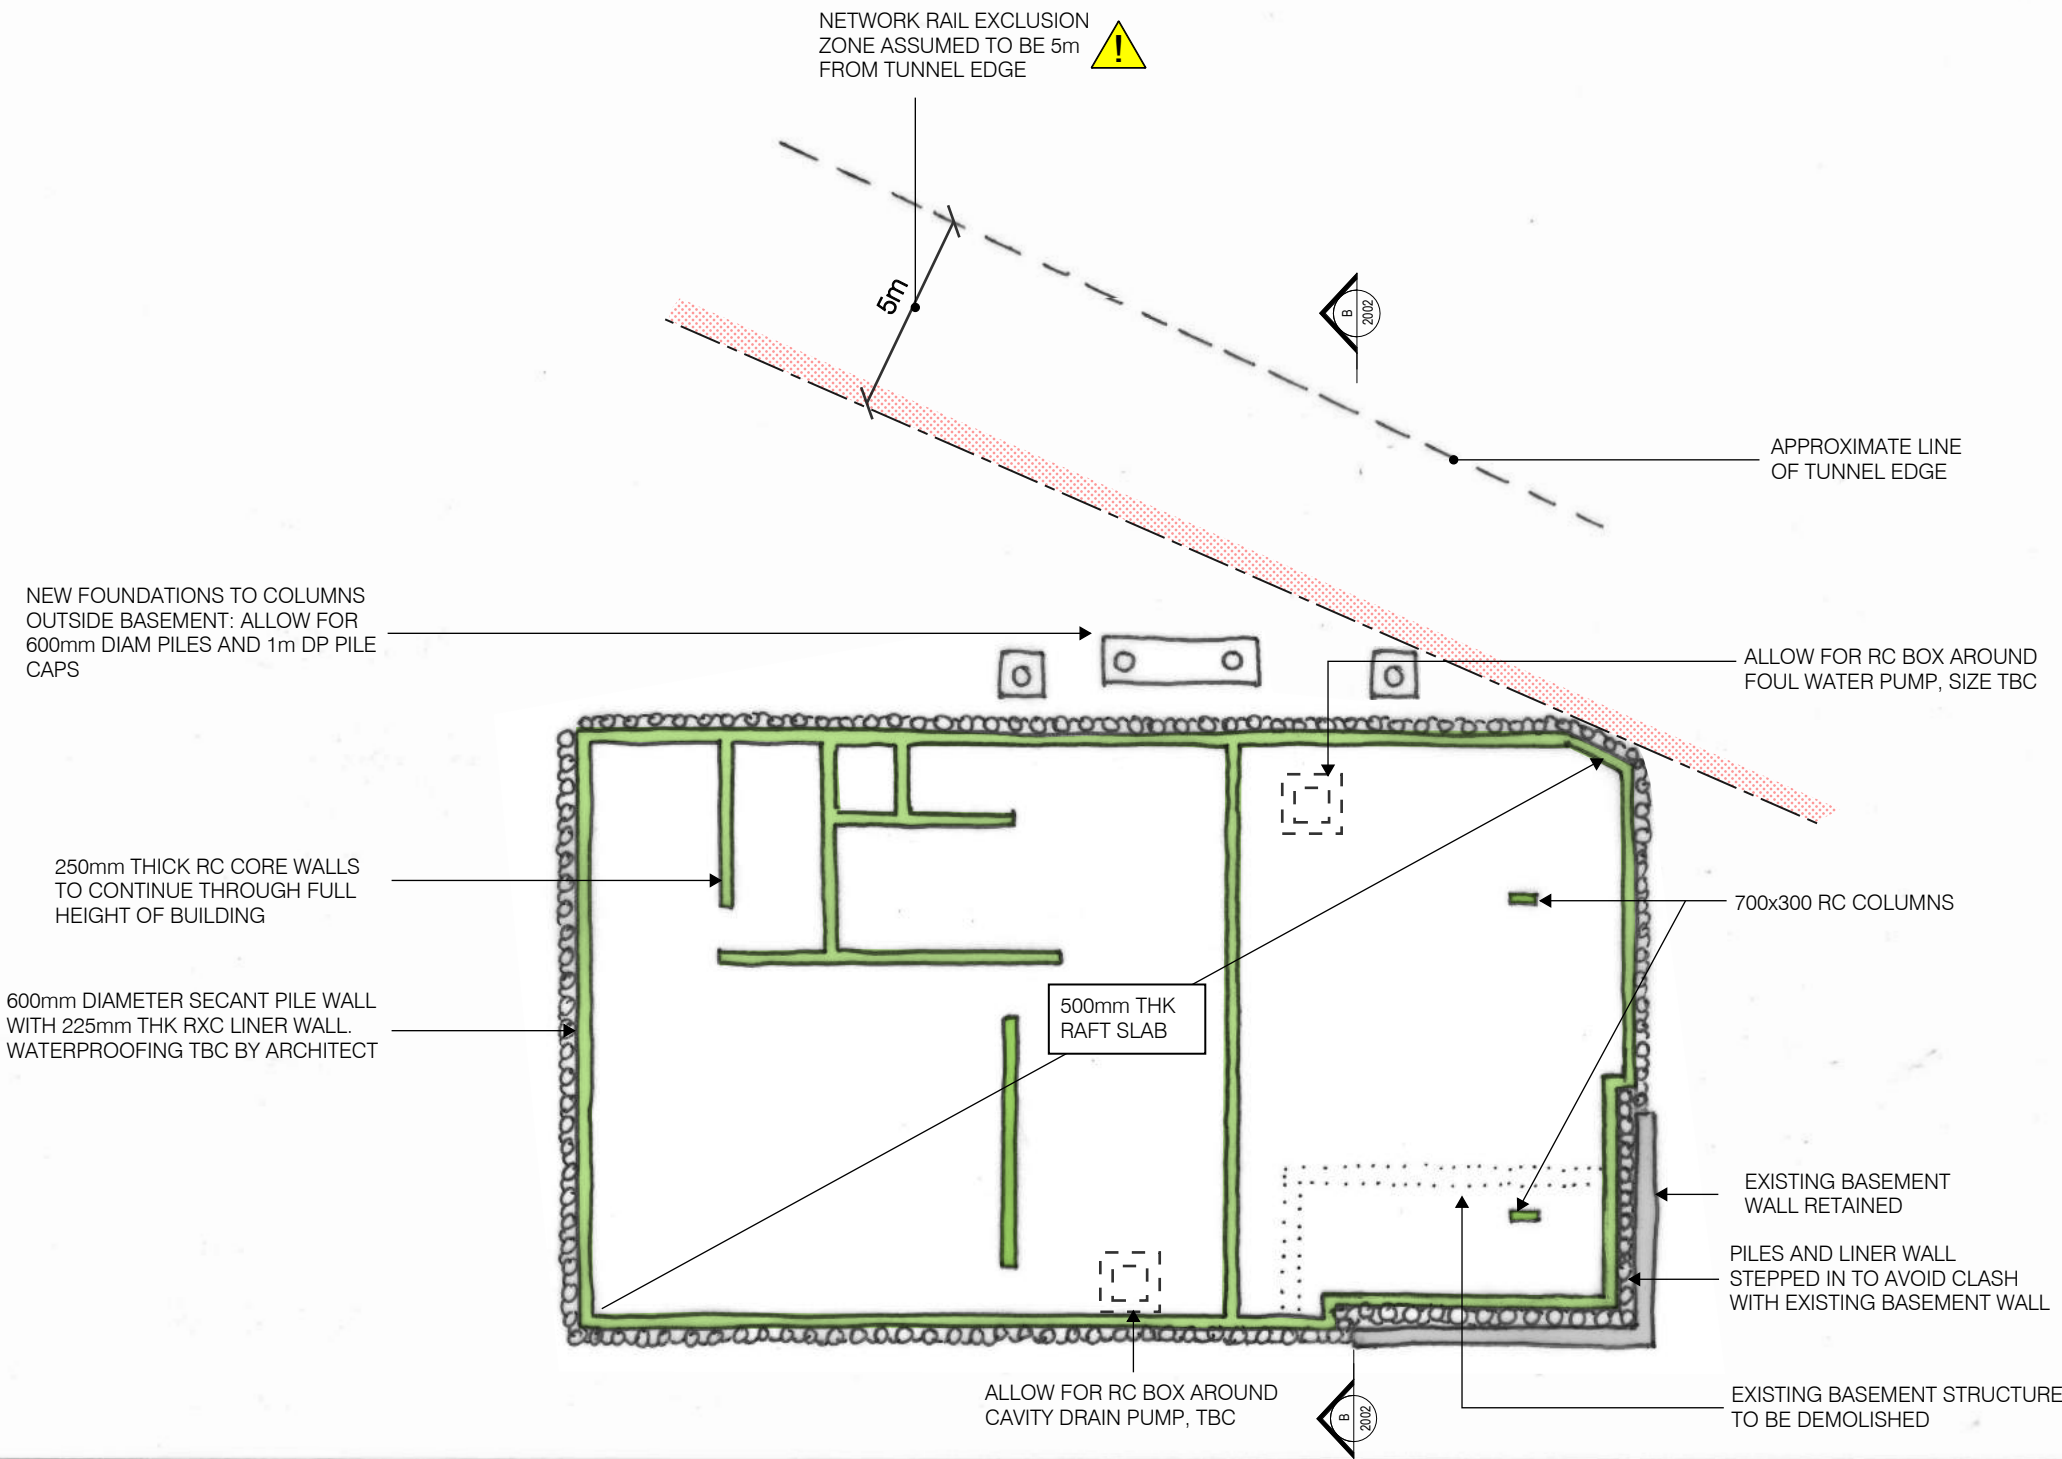 NETWORK RAIL EXCLUSION
ZONE ASSUMED TO BE 5m
FROM TUNNEL EDGE
!
5m
B
2002
APPROXIMATE LINE
OF TUNNEL EDGE
NEW FOUNDATIONS TO COLUMNS
OUTSIDE BASEMENT: ALLOW FOR
600mm DIAM PILES AND 1m DP PILE
CAPS
ALLOW FOR RC BOX AROUND
FOUL WATER PUMP, SIZE TBC
250mm THICK RC CORE WALLS
TO CONTINUE THROUGH FULL
HEIGHT OF BUILDING
700x300 RC COLUMNS
600mm DIAMETER SECANT PILE WALL
WITH 225mm THK RXC LINER WALL.
WATERPROOFING TBC BY ARCHITECT
500mm THK
RAFT SLAB
EXISTING BASEMENT
WALL RETAINED
PILES AND LINER WALL
STEPPED IN TO AVOID CLASH
WITH EXISTING BASEMENT WALL
ALLOW FOR RC BOX AROUND
CAVITY DRAIN PUMP, TBC
B
2002
EXISTING BASEMENT STRUCTURE
TO BE DEMOLISHED